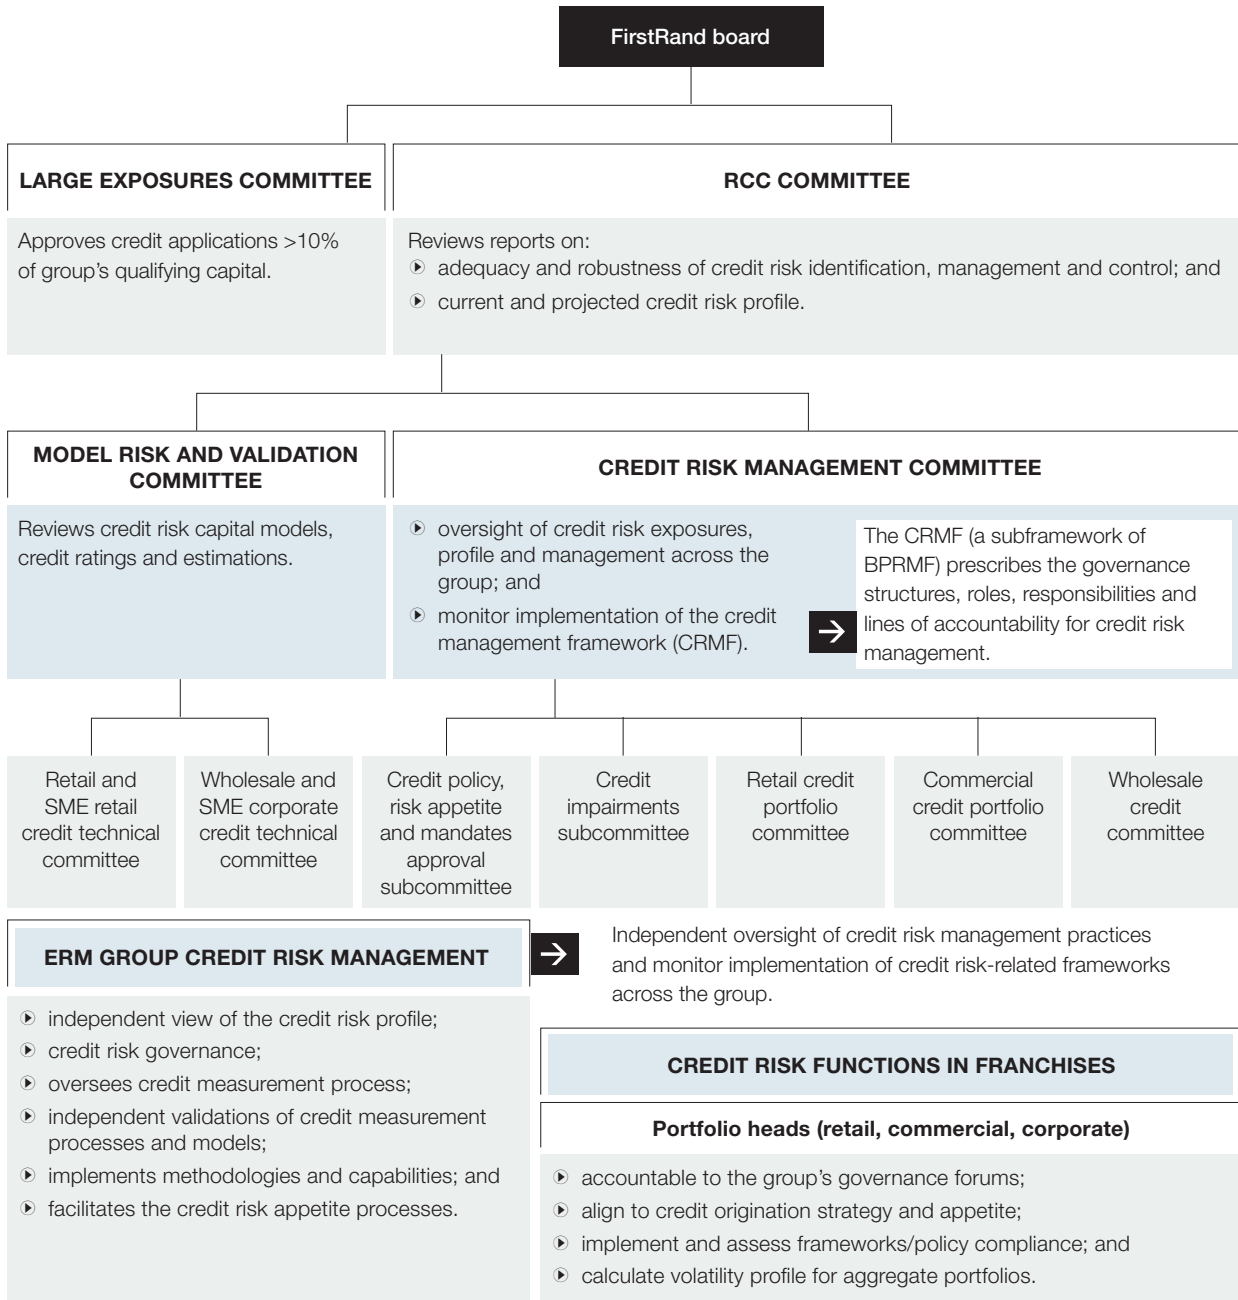 FirstRand board
LARGE EXPOSURES COMMITTEE
Approves credit applications >10%
of group's qualifying capital.
RCC COMMITTEE
Reviews reports on:
adequacy and robustness of credit risk identification, management and control; and
current and projected credit risk profile.
MODEL RISK AND VALIDATION
COMMITTEE
Reviews credit risk capital models,
credit ratings and estimations.
CREDIT RISK MANAGEMENT COMMITTEE
oversight of credit risk exposures,
profile and management across the
group; and
monitor implementation of the credit
management framework (CRMF).
The CRMF (a subframework of
BPRMF) prescribes the governance
structures, roles, responsibilities and
lines of accountability for credit risk
management.
Retail and
SME retail
credit technical
committee
Wholesale and
SME corporate
credit technical
committee
Credit policy,
risk appetite
and mandates
approval
subcommittee
Credit
impairments
subcommittee
Retail credit
portfolio
committee
Commercial
credit portfolio
committee
Wholesale
credit
committee
ERM GROUP CREDIT RISK MANAGEMENT
Independent oversight of credit risk management practices
and monitor implementation of credit risk-related frameworks
across the group.
independent view of the credit risk profile;
credit risk governance;
oversees credit measurement process;
independent validations of credit measurement
processes and models;
implements methodologies and capabilities; and
facilitates the credit risk appetite processes.
CREDIT RISK FUNCTIONS IN FRANCHISES
Portfolio heads (retail, commercial, corporate)
accountable to the group's governance forums;
align to credit origination strategy and appetite;
implement and assess frameworks/policy compliance; and
calculate volatility profile for aggregate portfolios.